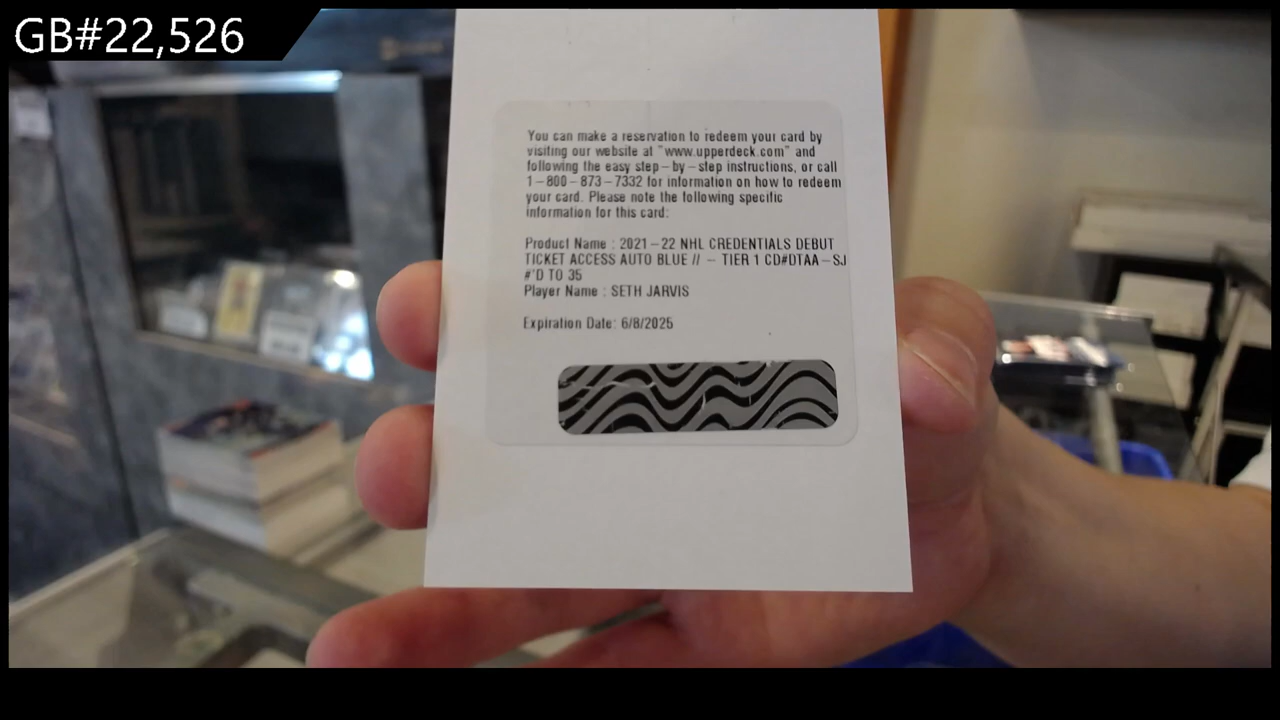 GB#22,526
You can make a reservation to redeem your card by
visiting our website at "www.upperdeck.com" and
following the easy step-by-step instructions, or call
1-800-873-7332 for information on how to redeem
your card. Please note the following specific
information for this card:
Product Name : 2021-22 NHL CREDENTIALS DEBUT
TICKET ACCESS AUTO BLUE // - TIER 1 CD#DTAA-SJ
#'D TO 35
Player Name : SETH JARVIS
Expiration Date: 6/8/2025